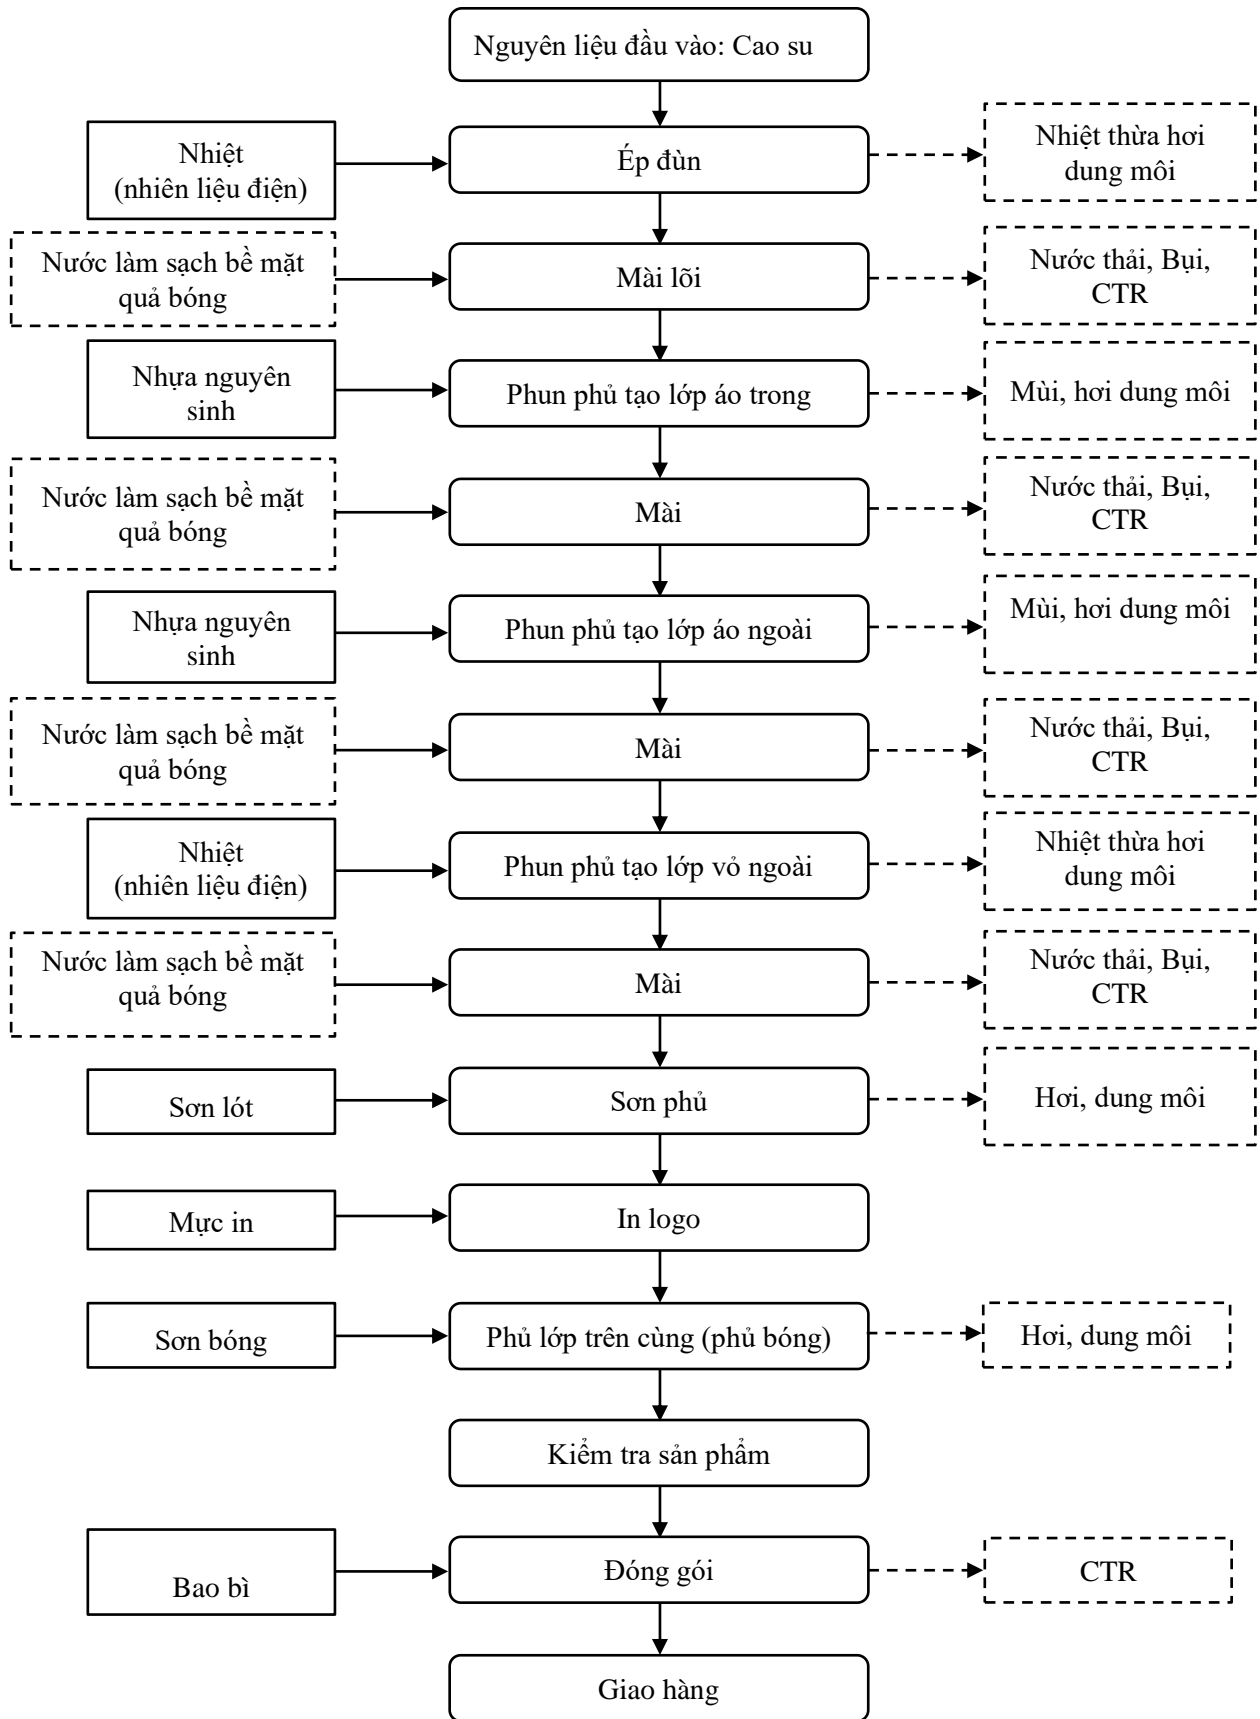 Nguyên liệu đầu vào: Cao su
Nhiệt
(nhiên liệu điện)
Ép đùn
Nhiệt thừa hơi
dung môi
Nước làm sạch bề mặt
quả bóng
Mài lõi
Nước thải, Bụi,
CTR
Nhựa nguyên
sinh
Phun phủ tạo lớp áo trong
Mùi, hơi dung môi
Nước làm sạch bề mặt
quả bóng
Mài
Nước thải, Bụi,
CTR
Nhựa nguyên
sinh
Phun phủ tạo lớp áo ngoài
Mùi, hơi dung môi
Nước làm sạch bề mặt
quả bóng
Mài
Nước thải, Bụi,
CTR
Nhiệt
(nhiên liệu điện)
Phun phủ tạo lớp vỏ ngoài
Nhiệt thừa hơi
dung môi
Nước làm sạch bề mặt
quả bóng
Mài
Nước thải, Bụi,
CTR
Sơn lót
Sơn phủ
Hơi, dung môi
Mực in
In logo
Sơn bóng
Phủ lớp trên cùng (phủ bóng)
Hơi, dung môi
Kiểm tra sản phẩm
Bao bì
Đóng gói
CTR
Giao hàng